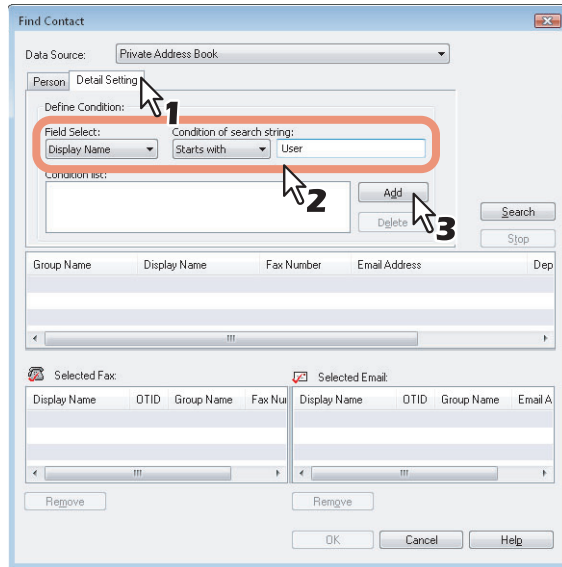 Find Contact
Data Source: Private Address Book
Person Detail Setting
1
Define Condition:
Field Select: Condition of search string:
Display Name Starts with User
2
Condition list:
Add
3
Delete
Search
Stop
Group Name Display Name Fax Number Email Address Dep
Selected Fax: Selected Email:
Display Name OTID Group Name Fax Nu Display Name OTID Group Name Email A
Remove Remove
OK Cancel Help